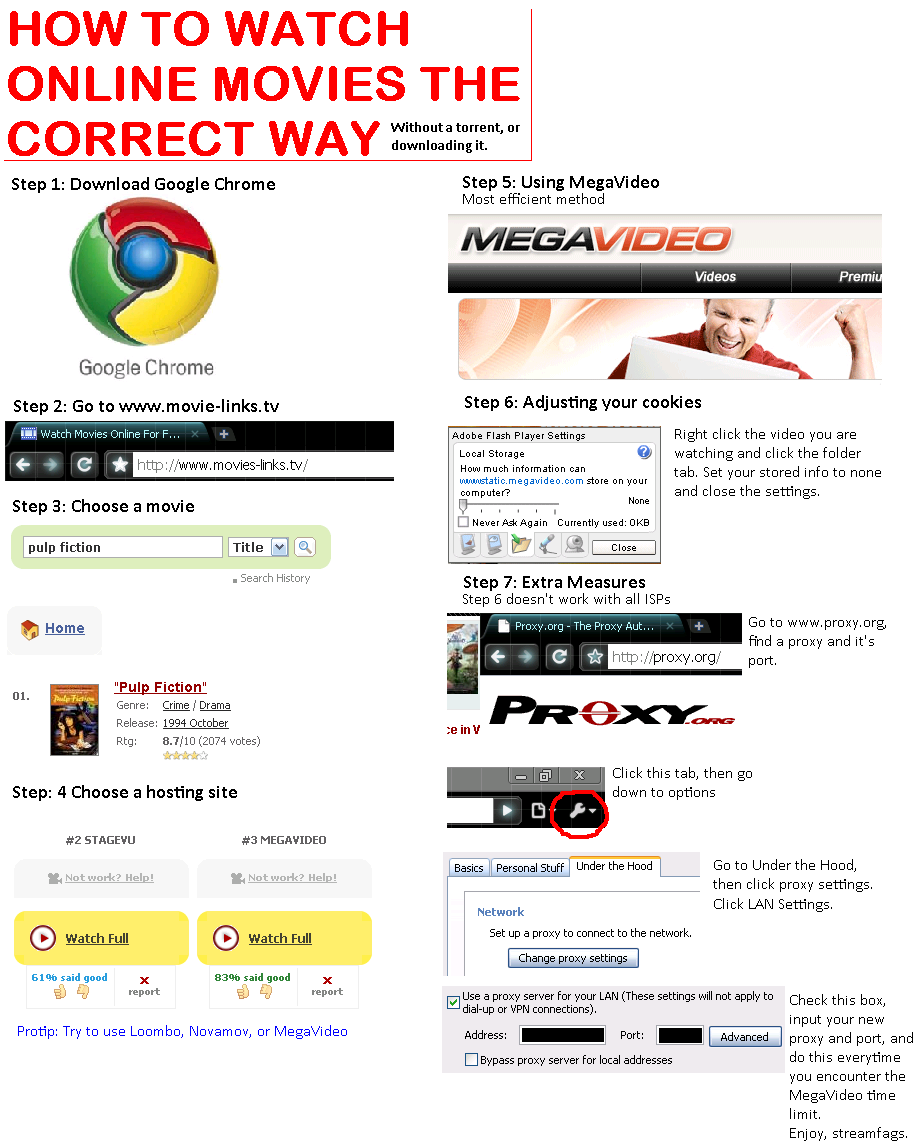 HOW TO WATCH
ONLINE MOVIES THE
CORRECT WAY
Without a torrent, or
downloading it.
Step 1: Download Google Chrome
Google Chrome
Step 2: Go to www.movie-links.tv
Watch Movies Online For F...
http://www.movies-links.tv/
Step 3: Choose a movie
pulp fiction
Title
Search History
Home
01.
Pulp Fiction
"Pulp Fiction"
Genre: Crime / Drama
Release: 1994 October
Rtg: 8.7/10 (2074 votes)
Step: 4 Choose a hosting site
#2 STAGEVU
#3 MEGAVIDEO
Not work? Help!
Not work? Help!
Watch Full
Watch Full
61% said good
x
report
83% said good
x
report
Protip: Try to use Loombo, Novamov, or MegaVideo
Step 5: Using MegaVideo
Most efficient method
MEGAVIDEO
Videos
Premiu
Step 6: Adjusting your cookies
Adobe Flash Player Settings
Local Storage
?
How much information can
wwwstatic.megavideo.com store on your
computer?
None
Never Ask Again
Currently used: 0KB
Close
Right click the video you are
watching and click the folder
tab. Set your stored info to none
and close the settings.
Step 7: Extra Measures
Step 6 doesn't work with all ISPs
Proxy.org - The Proxy Aut...
http://proxy.org/
ce in V
PROXY.ORG
Go to www.proxy.org,
find a proxy and it's
port.
Click this tab, then go
down to options
Basics
Personal Stuff
Under the Hood
Network
Set up a proxy to connect to the network.
Change proxy settings
Go to Under the Hood,
then click proxy settings.
Click LAN Settings.
Use a proxy server for your LAN (These settings will not apply to
dial-up or VPN connections).
Address:
Port:
Advanced
Bypass proxy server for local addresses
Check this box,
input your new
proxy and port, and
do this everytime
you encounter the
MegaVideo time
limit.
Enjoy, streamfags.